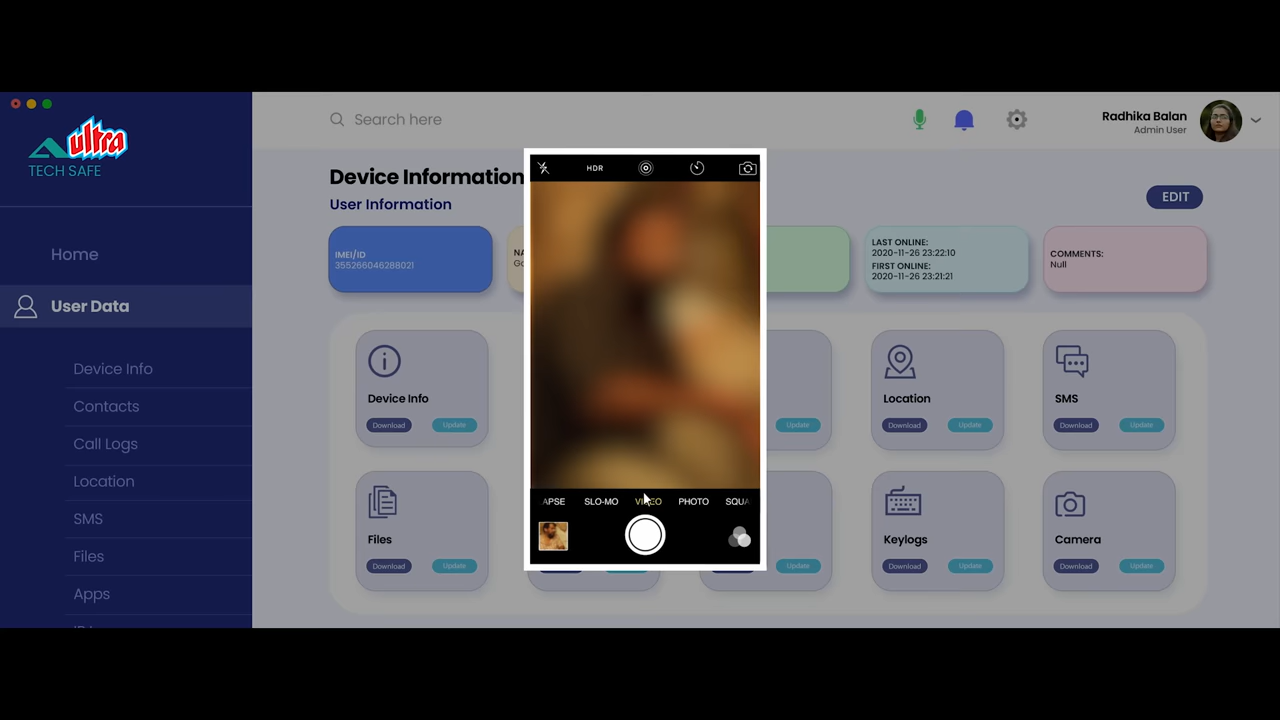 ultra
TECH SAFE
Home
User Data
Device Info
Contacts
Call Logs
Location
SMS
Files
Apps
Search here
Radhika Balan
Admin User
Device Information
User Information
EDIT
IMEI/ID
355266046288021
LAST ONLINE:
2020-11-26 23:22:10
FIRST ONLINE:
2020-11-26 23:21:21
COMMENTS:
Null
HDR
APSE SLO-MO VIDEO PHOTO SQUA
Device Info
Download Update
Update
Location
Download Update
SMS
Download Update
Files
Download Update
Update
Keylogs
Download Update
Camera
Download Update